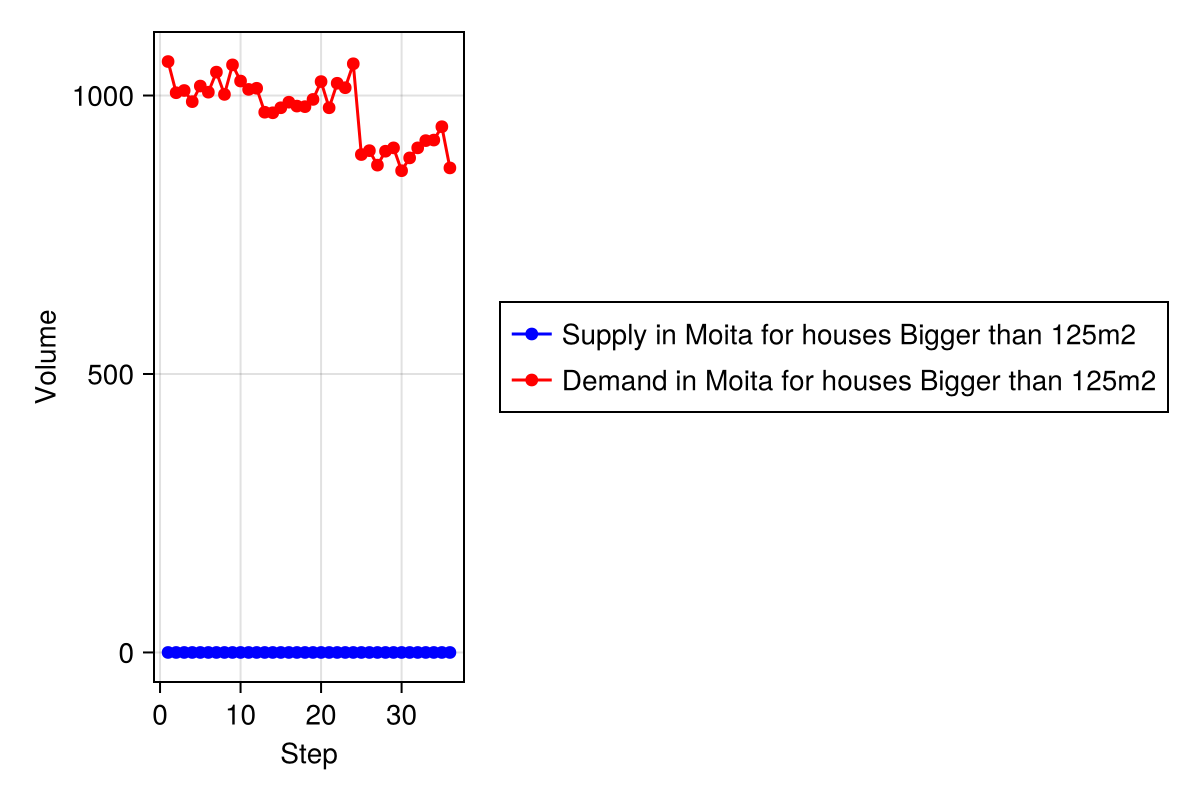 1000
500
0
Volume
0 10 20 30
Step
Supply in Moita for houses Bigger than 125m2
Demand in Moita for houses Bigger than 125m2